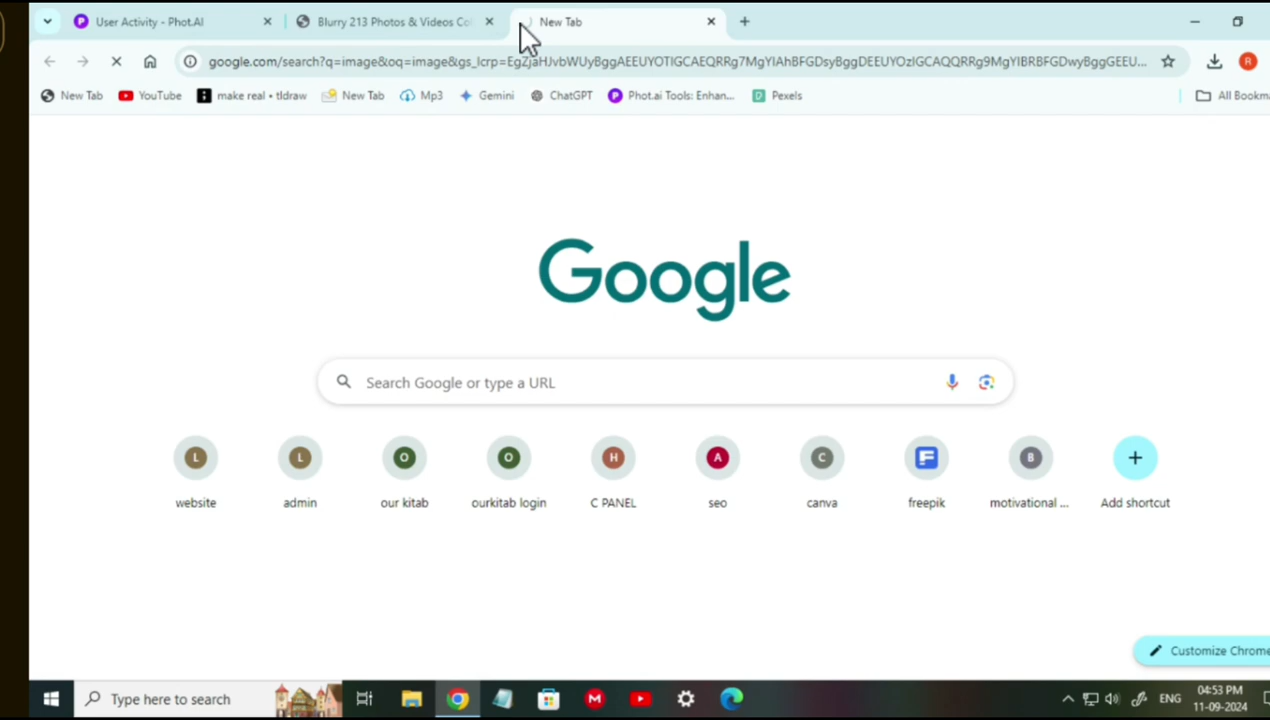 User Activity - Phot.AI
Blurry 213 Photos & Videos Co
New Tab
google.com/search?q=image&oq=image&gs_lcrp=EgZjaHJvbWUyBggAEEUYOTIGCAEQRRg7MgYIAhBFGDsyBggDEEUYOzIGCAQQRRg9MgYIBRBFGDwyBggGEEU...
New Tab
YouTube
make real • tldraw
New Tab
Mp3
Gemini
ChatGPT
Phot.ai Tools: Enhan...
Pexels
All Bookma
R
Google
Search Google or type a URL
L
L
O
O
H
A
C
B
website
admin
our kitab
ourkitab login
C PANEL
seo
canva
freepik
motivational ...
Add shortcut
Customize Chrome
Type here to search
ENG
04:53 PM
11-09-2024